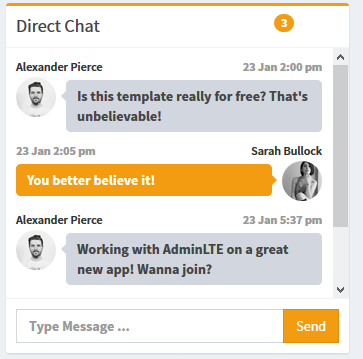 Direct Chat 3
Alexander Pierce 23 Jan 2:00 pm
Is this template really for free? That's
unbelievable!
23 Jan 2:05 pm Sarah Bullock
You better believe it!
Alexander Pierce 23 Jan 5:37 pm
Working with AdminLTE on a great
new app! Wanna join?
Type Message ... Send